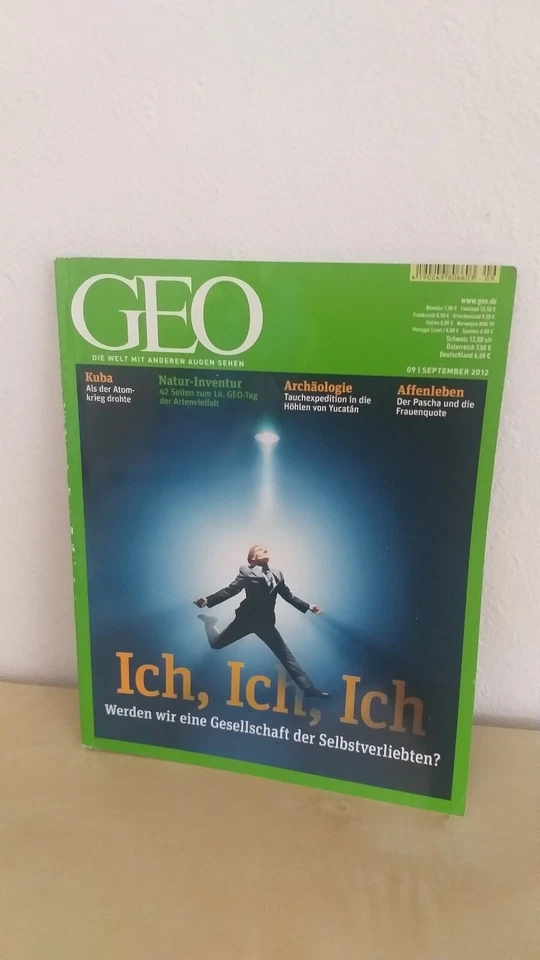 GEO
DIE WELT MIT ANDEREN AUGEN SEHEN
www.geo.de
Schweiz 13,50 sfr
Österreich 7,50 €
Deutschland 6,60 €
09 | SEPTEMBER 2012
Kuba
Als der Atom-
krieg drohte
Natur-Inventur
42 Seiten zum 14. GEO-Tag
der Artenvielfalt
Archäologie
Tauchexpedition in die
Höhlen von Yucatán
Affenleben
Der Pascha und die
Frauenquote
Ich, Ich, Ich
Werden wir eine Gesellschaft der Selbstverliebten?